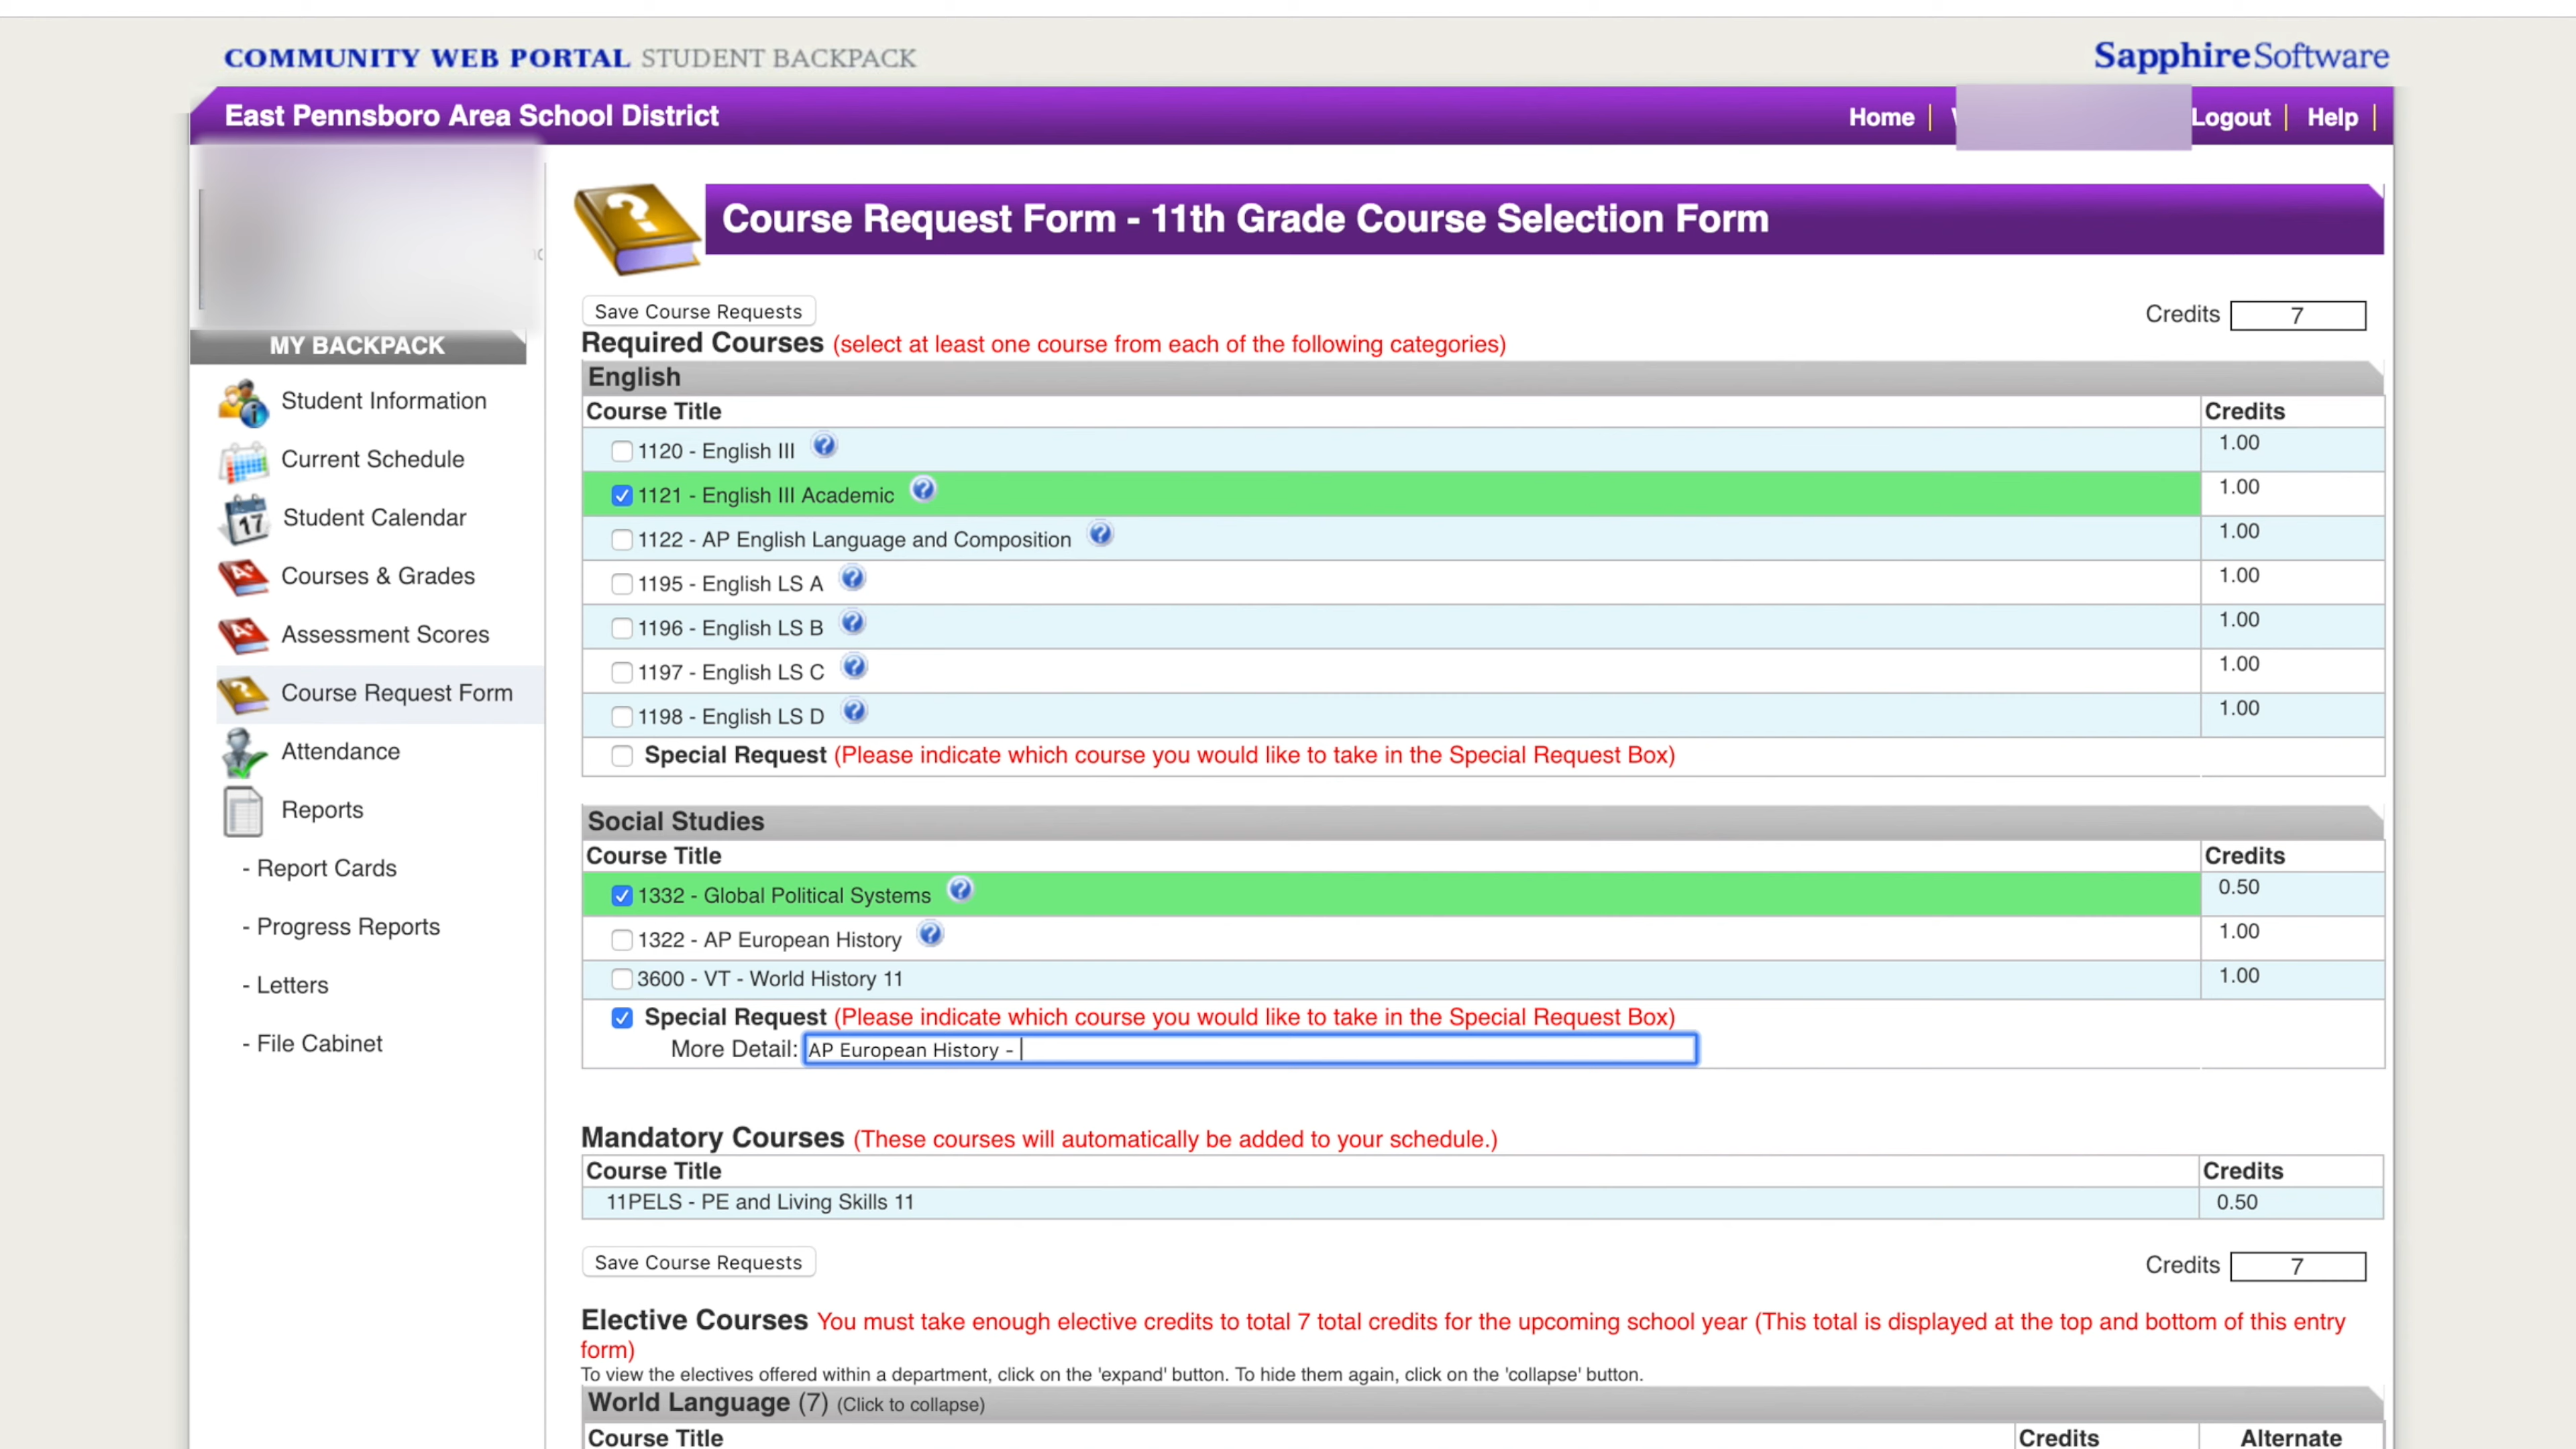 COMMUNITY WEB PORTAL STUDENT BACKPACK
SapphireSoftware
East Pennsboro Area School District
Home | Logout | Help |
Course Request Form - 11th Grade Course Selection Form
Save Course Requests
Credits 7
Required Courses (select at least one course from each of the following categories)
English
Course Title Credits
1120 - English III 1.00
1121 - English III Academic 1.00
1122 - AP English Language and Composition 1.00
1195 - English LS A 1.00
1196 - English LS B 1.00
1197 - English LS C 1.00
1198 - English LS D 1.00
Special Request (Please indicate which course you would like to take in the Special Request Box)
Social Studies
Course Title Credits
1332 - Global Political Systems 0.50
1322 - AP European History 1.00
3600 - VT - World History 11 1.00
Special Request (Please indicate which course you would like to take in the Special Request Box)
More Detail: AP European History -
Mandatory Courses (These courses will automatically be added to your schedule.)
Course Title Credits
11PELS - PE and Living Skills 11 0.50
Save Course Requests
Credits 7
Elective Courses You must take enough elective credits to total 7 total credits for the upcoming school year (This total is displayed at the top and bottom of this entry
form)
To view the electives offered within a department, click on the 'expand' button. To hide them again, click on the 'collapse' button.
World Language (7) (Click to collapse)
Course Title Credits Alternate
MY BACKPACK
Student Information
Current Schedule
17
Student Calendar
Courses & Grades
Assessment Scores
Course Request Form
Attendance
Reports
- Report Cards
- Progress Reports
- Letters
- File Cabinet